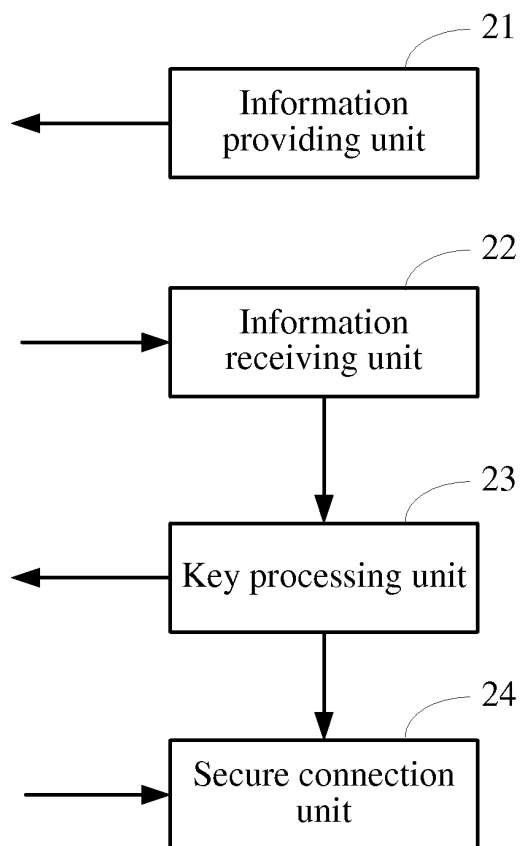 21
Information
providing unit
22
Information
receiving unit
23
Key processing unit
24
Secure connection
unit